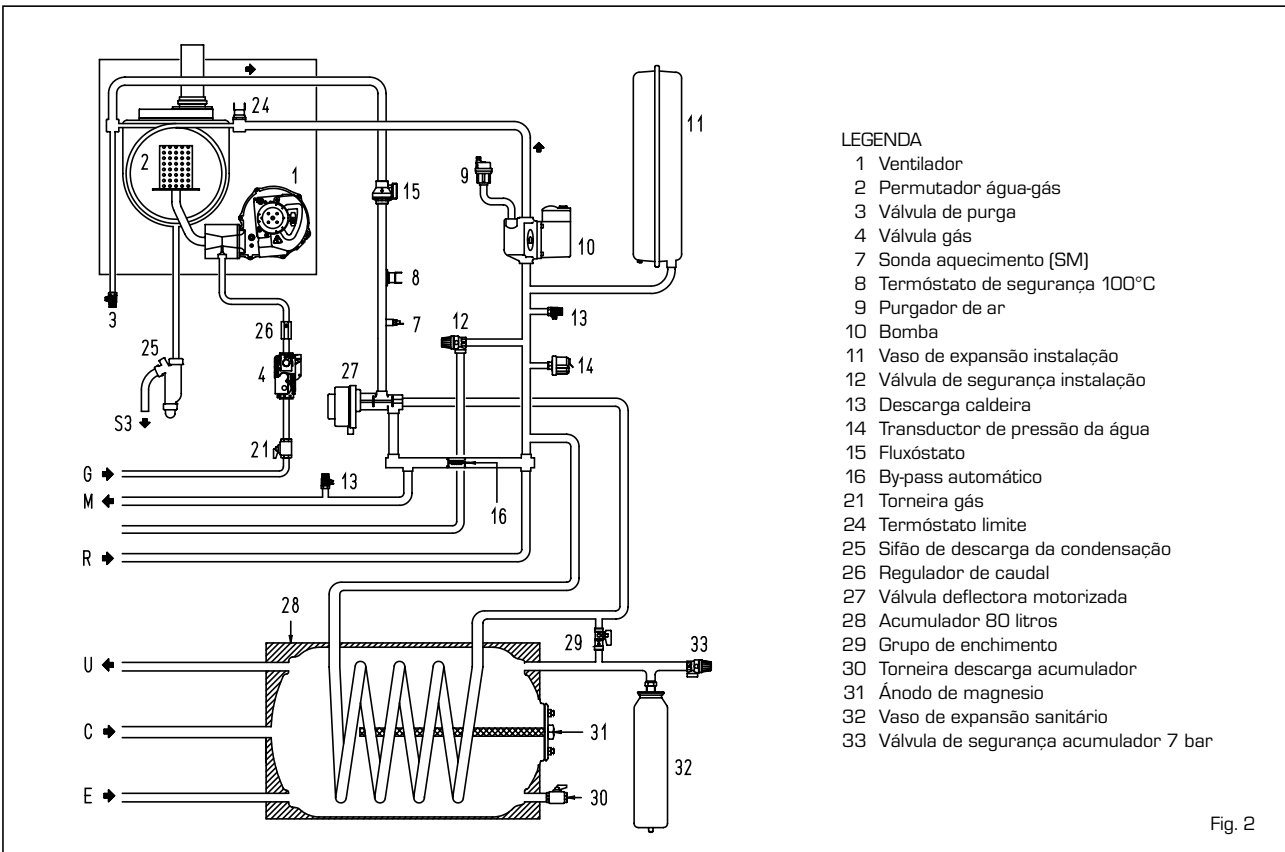 24
2
1
11
9
15
10
8
3
13
26
7
12
25
14
4
27
S3
21
G
13
M
16
R
28
29
33
U
C
31
32
E
30
LEGENDA
1 Ventilador
2 Permutador água-gás
3 Válvula de purga
4 Válvula gás
7 Sonda aquecimento (SM)
8 Termóstato de segurança 100°C
9 Purgador de ar
10 Bomba
11 Vaso de expansão instalação
12 Válvula de segurança instalação
13 Descarga caldeira
14 Transductor de pressão da água
15 Fluxóstato
16 By-pass automático
21 Torneira gás
24 Termóstato limite
25 Sifão de descarga da condensação
26 Regulador de caudal
27 Válvula deflectora motorizada
28 Acumulador 80 litros
29 Grupo de enchimento
30 Torneira descarga acumulador
31 Ánodo de magnesio
32 Vaso de expansão sanitário
33 Válvula de segurança acumulador 7 bar
Fig. 2